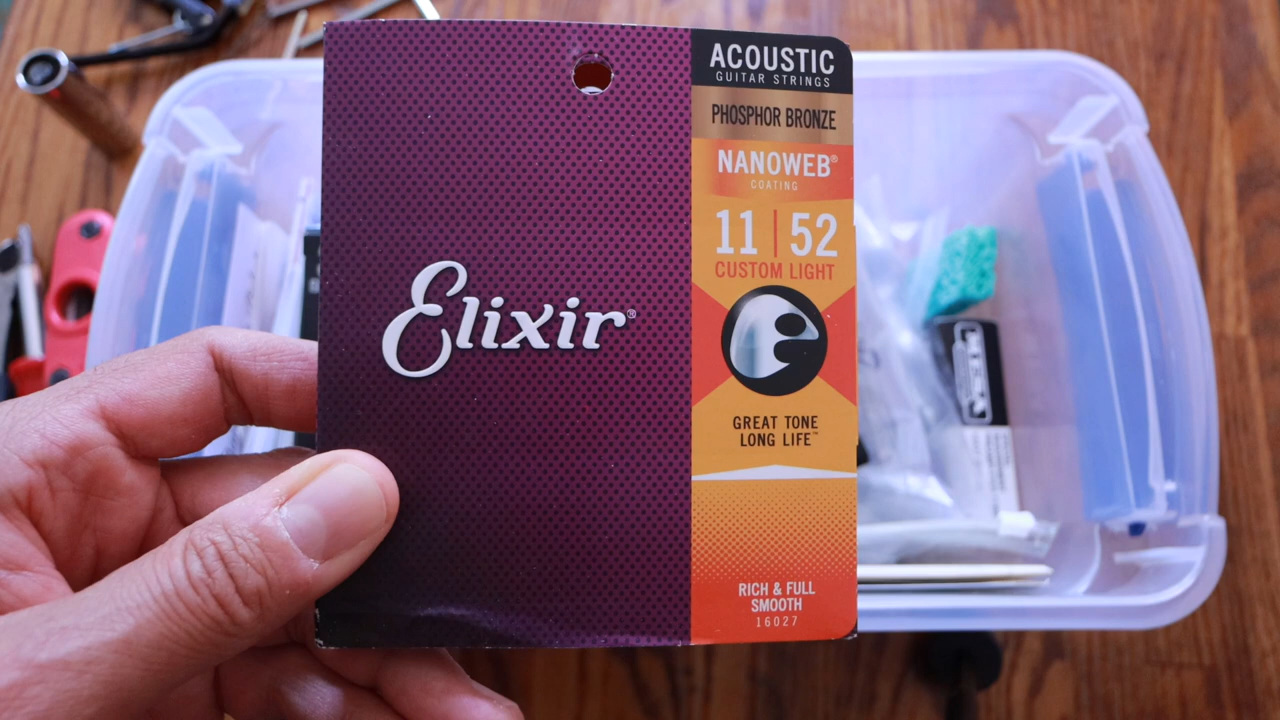 Elixir®
ACOUSTIC
GUITAR STRINGS
PHOSPHOR BRONZE
NANOWEB®
COATING
11 | 52
CUSTOM LIGHT
GREAT TONE
LONG LIFE™
RICH & FULL
SMOOTH
16027